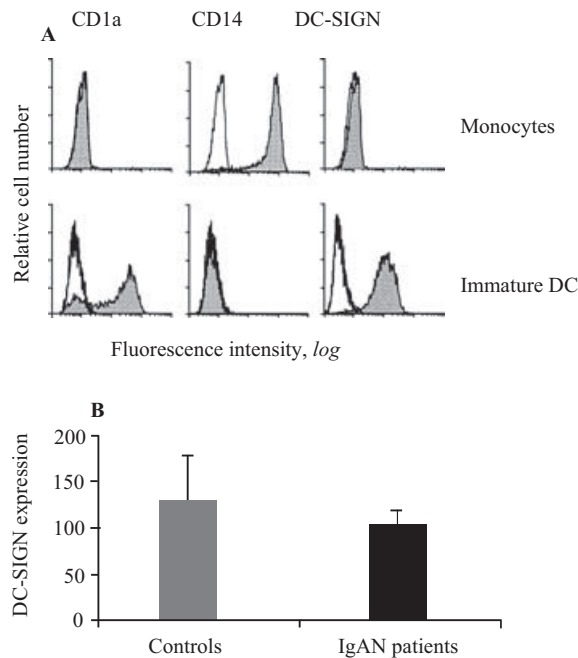 CD1a CD14 DC-SIGN
A
Relative cell number
Monocytes
Immature DC
Fluorescence intensity, log
B
DC-SIGN expression
200
150
100
50
0
Controls IgAN patients